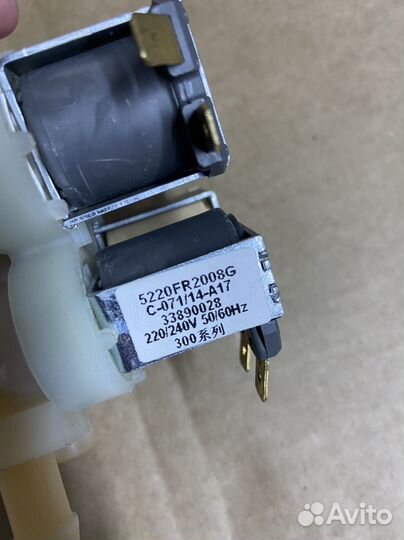 5220FR2008G
C-071/14-A17
33890028
220/240V 50/60Hz
300系列
Avito